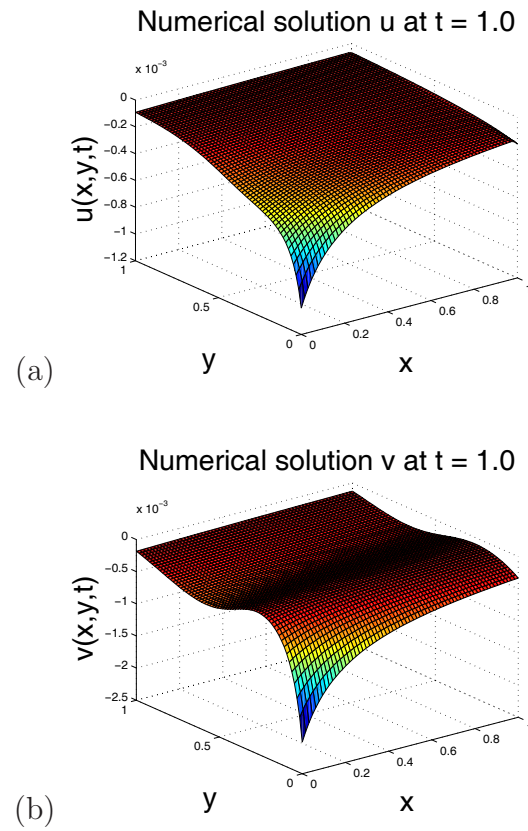 Numerical solution u at t = 1.0
x 10⁻³
0
−0.2
−0.4
−0.6
−0.8
−1
−1.2
u(x,y,t)
1
0.5
0
y
0
0.2
0.4
0.6
0.8
x
(a)
Numerical solution v at t = 1.0
x 10⁻³
0
−0.5
−1
−1.5
−2
−2.5
v(x,y,t)
1
0.5
0
y
0
0.2
0.4
0.6
0.8
x
(b)